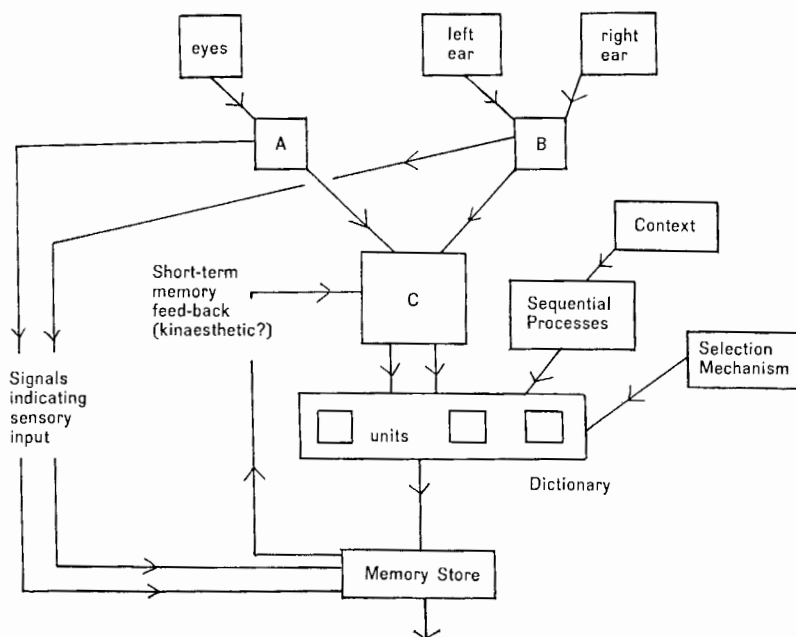 eyes
left
ear
right
ear
A
B
Context
Short-term
memory
feed-back
(kinaesthetic?)
C
Sequential
Processes
Selection
Mechanism
Signals
indicating
sensory
input
units
Dictionary
Memory Store